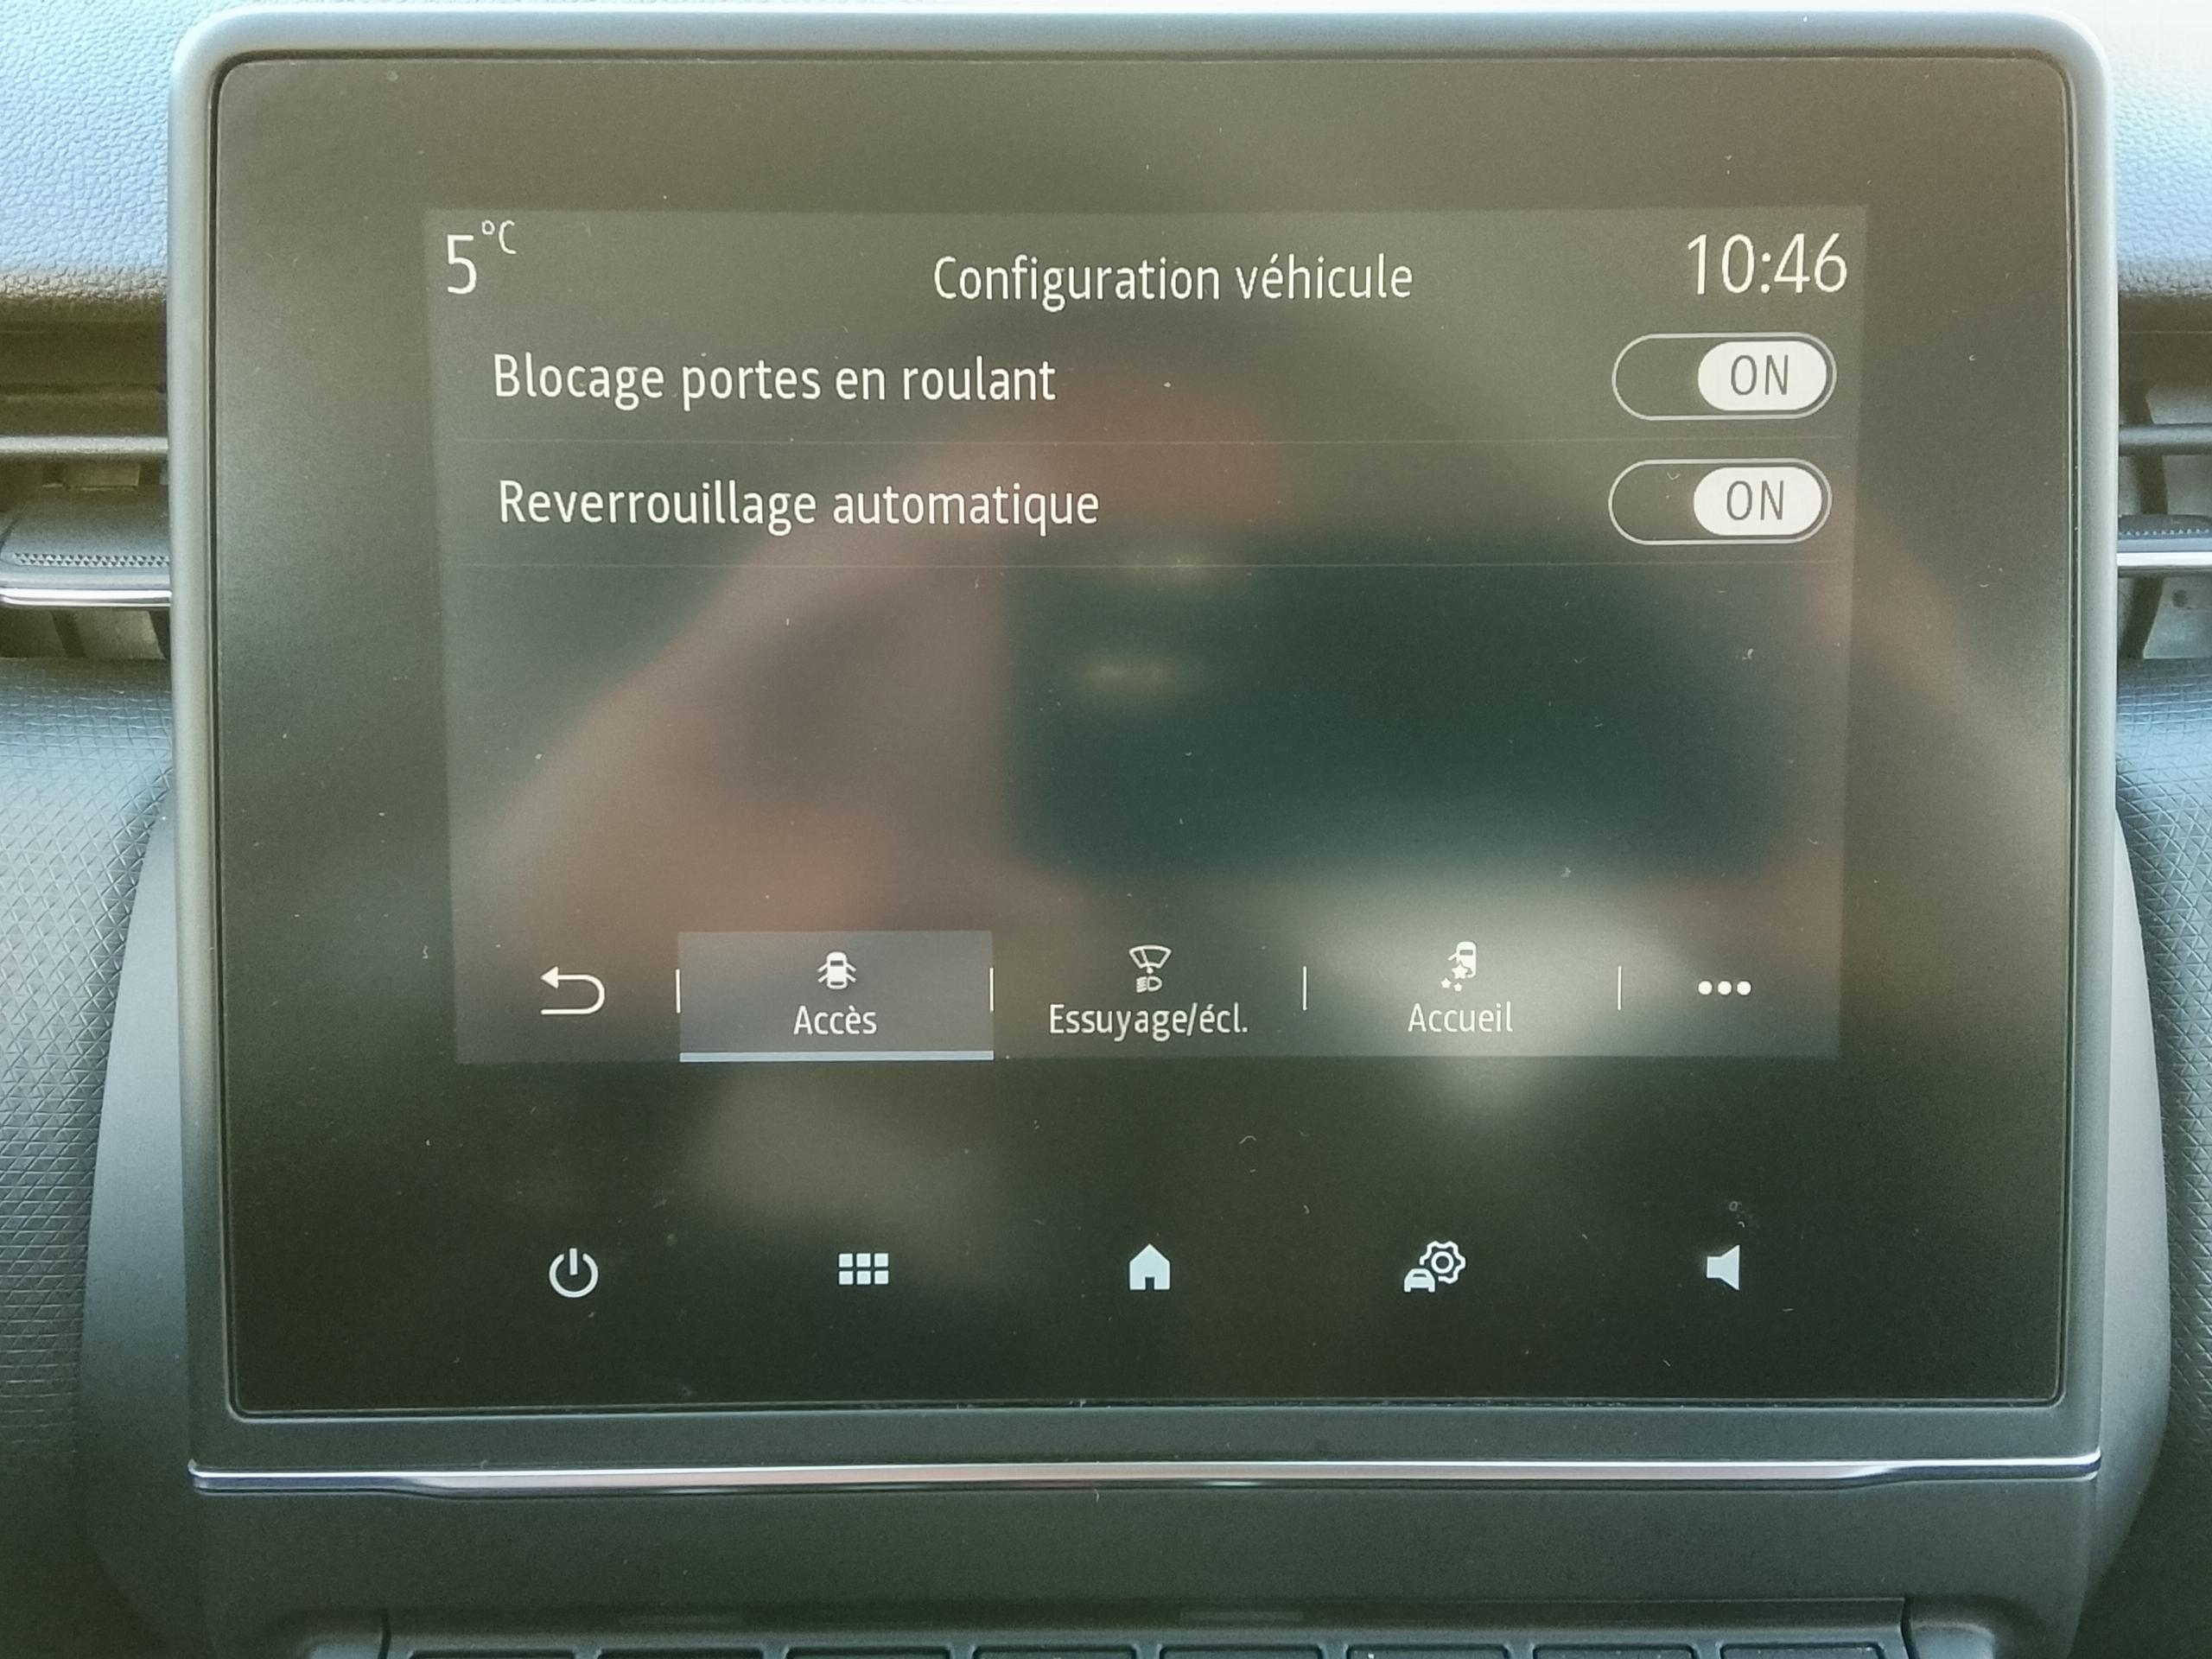 5 °C
Configuration véhicule
10:46
Blocage portes en roulant
ON
Reverrouillage automatique
ON
Accès
Essuyage/écl.
Accueil